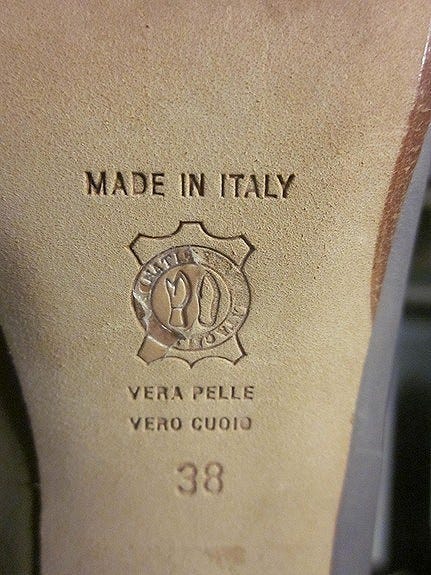 MADE IN ITALY
VERA PELLE
VERO CUOIO
38